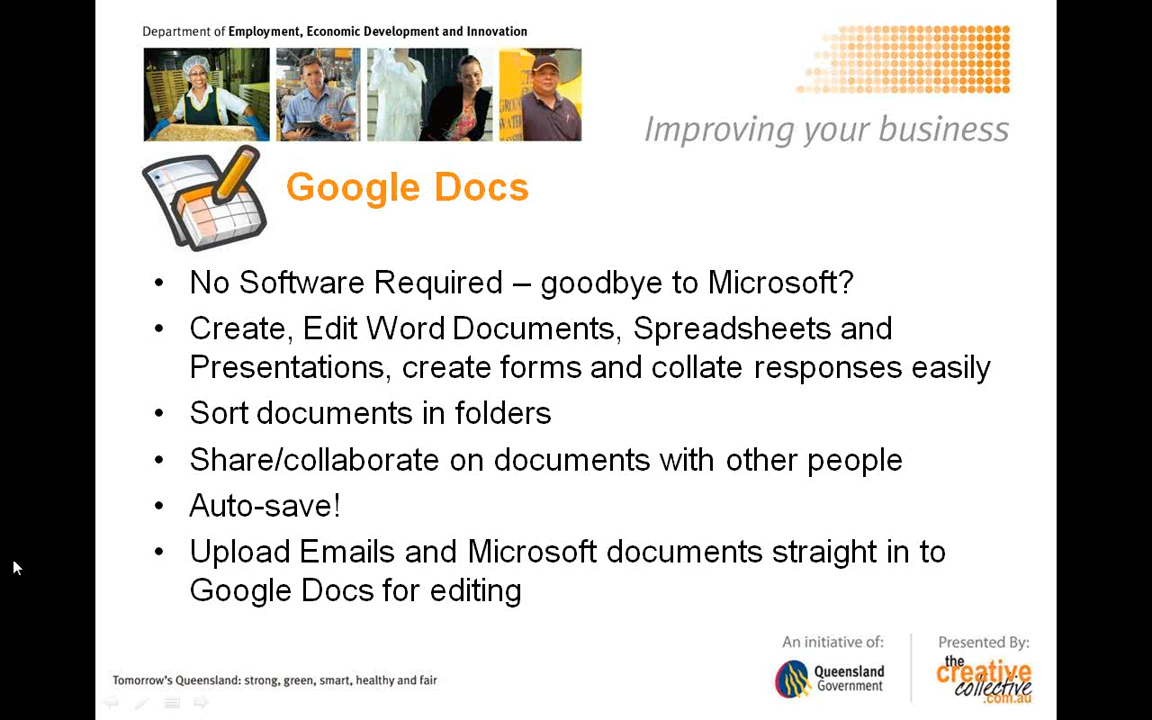 Department of Employment, Economic Development and Innovation
Improving your business
Google Docs
• No Software Required – goodbye to Microsoft?
• Create, Edit Word Documents, Spreadsheets and
Presentations, create forms and collate responses easily
• Sort documents in folders
• Share/collaborate on documents with other people
• Auto-save!
• Upload Emails and Microsoft documents straight in to
Google Docs for editing
An initiative of:
Queensland
Government
Presented By:
the
creative
collective
.com.au
Tomorrow's Queensland: strong, green, smart, healthy and fair